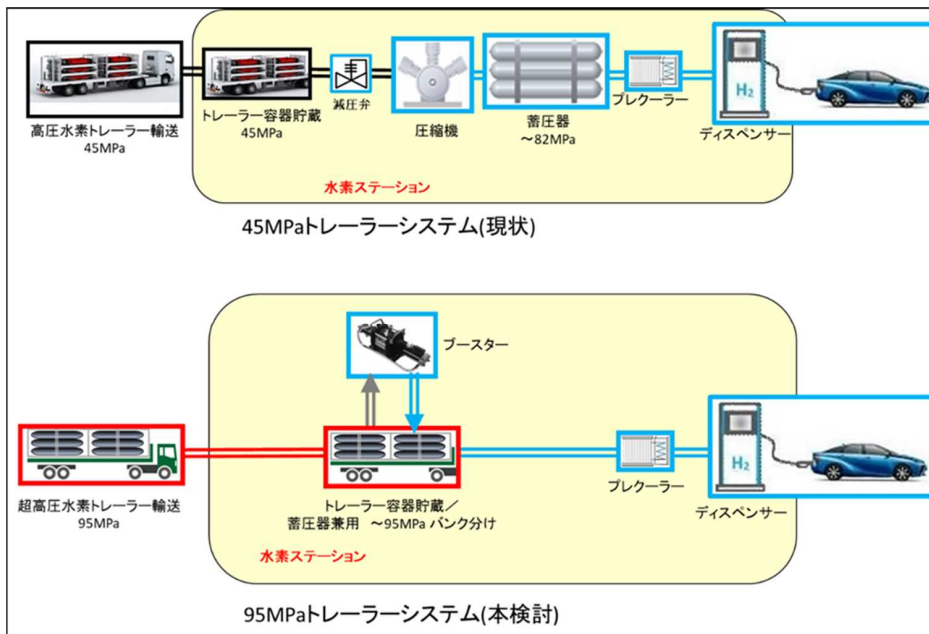 高圧水素トレーラー輸送
45MPa
トレーラー容器貯蔵
45MPa
減圧弁
圧縮機
蓄圧器
～82MPa
プレクーラー
H2
ディスペンサー
水素ステーション
45MPaトレーラーシステム(現状)
ブースター
超高圧水素トレーラー輸送
95MPa
トレーラー容器貯蔵／
蓄圧器兼用　～95MPa バンク分け
プレクーラー
H2
ディスペンサー
水素ステーション
95MPaトレーラーシステム(本検討)